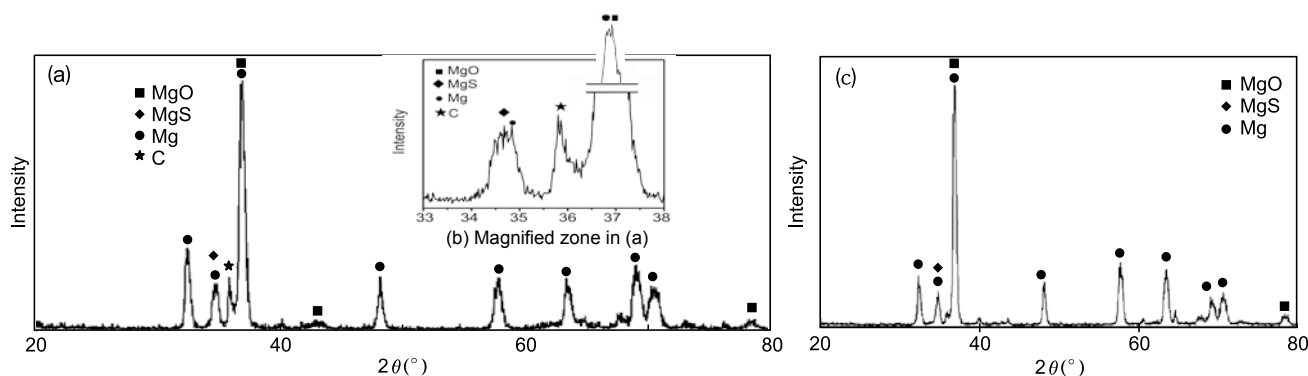 (a)
■ MgO
◆ MgS
● Mg
★ C
Intensity
20
40
60
80
2θ(°)
■ MgO
◆ MgS
● Mg
★ C
Intensity
33
34
35
36
37
38
(b) Magnified zone in (a)
(c)
■ MgO
◆ MgS
● Mg
Intensity
20
40
60
80
2θ(°)